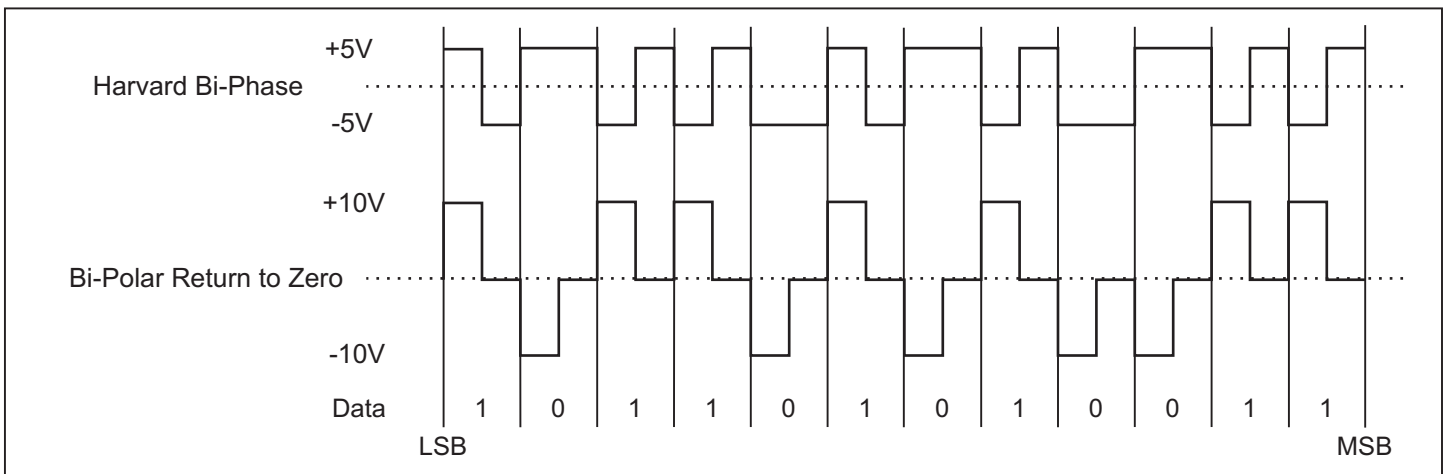 +5V
Harvard Bi-Phase
-5V
+10V
Bi-Polar Return to Zero
-10V
Data 1 0 1 1 0 1 0 1 0 0 1 1
LSB MSB